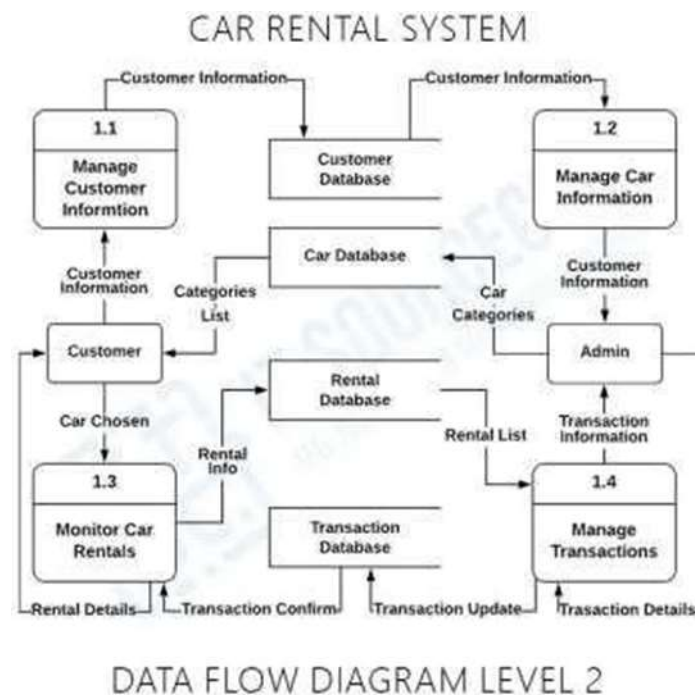 CAR RENTAL SYSTEM
Customer Information
Customer Information
1.1
Manage
Customer
Informtion
Customer
Database
1.2
Manage Car
Information
Car Database
Customer
Information
Categories
List
Car
Categories
Customer
Information
Customer
Rental
Database
Admin
Car Chosen
Rental
Info
Rental List
Transaction
Information
1.3
Monitor Car
Rentals
Transaction
Database
1.4
Manage
Transactions
Rental Details
Transaction Confirm
Transaction Update
Trasaction Details
DATA FLOW DIAGRAM LEVEL 2